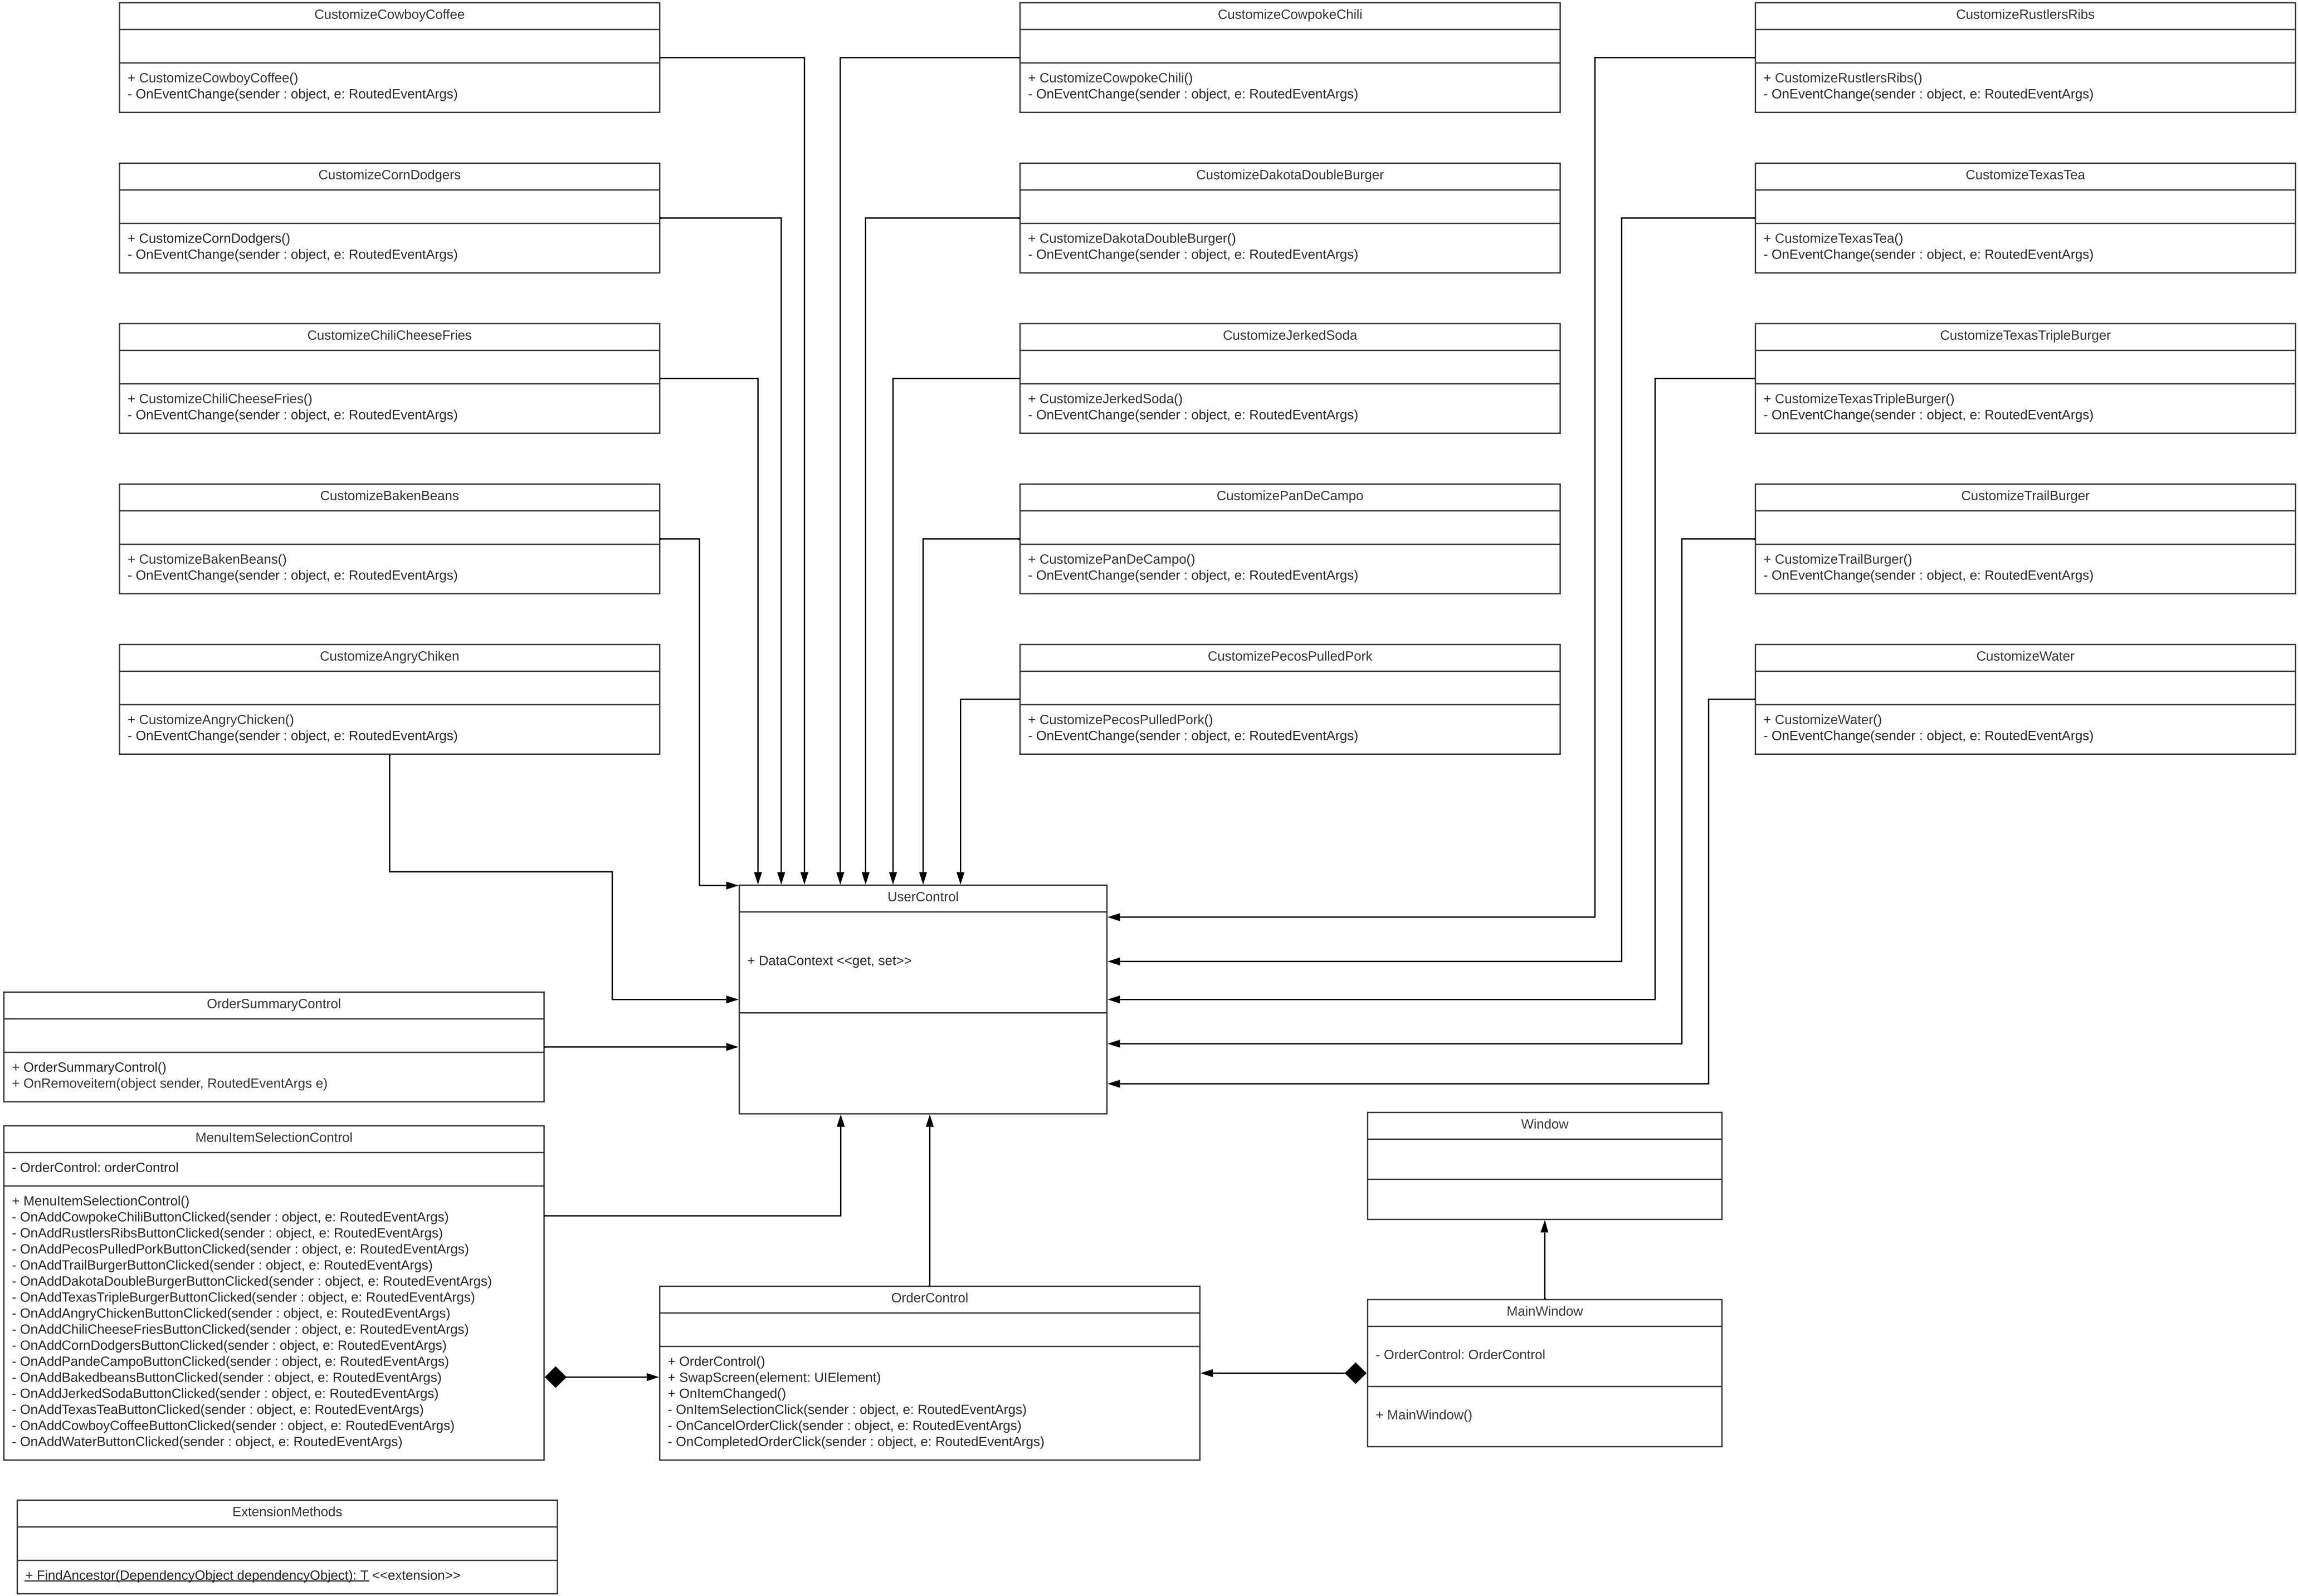 CustomizeCowboyCoffee
+ CustomizeCowboyCoffee()
- OnEventChange(sender : object, e: RoutedEventArgs)
CustomizeCowpokeChili
+ CustomizeCowpokeChili()
- OnEventChange(sender : object, e: RoutedEventArgs)
CustomizeRustlersRibs
+ CustomizeRustlersRibs()
- OnEventChange(sender : object, e: RoutedEventArgs)
CustomizeCornDodgers
+ CustomizeCornDodgers()
- OnEventChange(sender : object, e: RoutedEventArgs)
CustomizeDakotaDoubleBurger
+ CustomizeDakotaDoubleBurger()
- OnEventChange(sender : object, e: RoutedEventArgs)
CustomizeTexasTea
+ CustomizeTexasTea()
- OnEventChange(sender : object, e: RoutedEventArgs)
CustomizeChiliCheeseFries
+ CustomizeChiliCheeseFries()
- OnEventChange(sender : object, e: RoutedEventArgs)
CustomizeJerkedSoda
+ CustomizeJerkedSoda()
- OnEventChange(sender : object, e: RoutedEventArgs)
CustomizeTexasTripleBurger
+ CustomizeTexasTripleBurger()
- OnEventChange(sender : object, e: RoutedEventArgs)
CustomizeBakenBeans
+ CustomizeBakenBeans()
- OnEventChange(sender : object, e: RoutedEventArgs)
CustomizePanDeCampo
+ CustomizePanDeCampo()
- OnEventChange(sender : object, e: RoutedEventArgs)
CustomizeTrailBurger
+ CustomizeTrailBurger()
- OnEventChange(sender : object, e: RoutedEventArgs)
CustomizeAngryChiken
+ CustomizeAngryChicken()
- OnEventChange(sender : object, e: RoutedEventArgs)
CustomizePecosPulledPork
+ CustomizePecosPulledPork()
- OnEventChange(sender : object, e: RoutedEventArgs)
CustomizeWater
+ CustomizeWater()
- OnEventChange(sender : object, e: RoutedEventArgs)
UserControl
+ DataContext <<get, set>>
OrderSummaryControl
+ OrderSummaryControl()
+ OnRemoveitem(object sender, RoutedEventArgs e)
MenuItemSelectionControl
- OrderControl: orderControl
+ MenuItemSelectionControl()
- OnAddCowpokeChiliButtonClicked(sender : object, e: RoutedEventArgs)
- OnAddRustlersRibsButtonClicked(sender : object, e: RoutedEventArgs)
- OnAddPecosPulledPorkButtonClicked(sender : object, e: RoutedEventArgs)
- OnAddTrailBurgerButtonClicked(sender : object, e: RoutedEventArgs)
- OnAddDakotaDoubleBurgerButtonClicked(sender : object, e: RoutedEventArgs)
- OnAddTexasTripleBurgerButtonClicked(sender : object, e: RoutedEventArgs)
- OnAddAngryChickenButtonClicked(sender : object, e: RoutedEventArgs)
- OnAddChiliCheeseFriesButtonClicked(sender : object, e: RoutedEventArgs)
- OnAddCornDodgersButtonClicked(sender : object, e: RoutedEventArgs)
- OnAddPandeCampoButtonClicked(sender : object, e: RoutedEventArgs)
- OnAddBakedbeansButtonClicked(sender : object, e: RoutedEventArgs)
- OnAddJerkedSodaButtonClicked(sender : object, e: RoutedEventArgs)
- OnAddTexasTeaButtonClicked(sender : object, e: RoutedEventArgs)
- OnAddCowboyCoffeeButtonClicked(sender : object, e: RoutedEventArgs)
- OnAddWaterButtonClicked(sender : object, e: RoutedEventArgs)
OrderControl
+ OrderControl()
+ SwapScreen(element: UIElement)
+ OnItemChanged()
- OnItemSelectionClick(sender : object, e: RoutedEventArgs)
- OnCancelOrderClick(sender : object, e: RoutedEventArgs)
- OnCompletedOrderClick(sender : object, e: RoutedEventArgs)
Window
MainWindow
- OrderControl: OrderControl
+ MainWindow()
ExtensionMethods
+ FindAncestor(DependencyObject dependencyObject): T <<extension>>